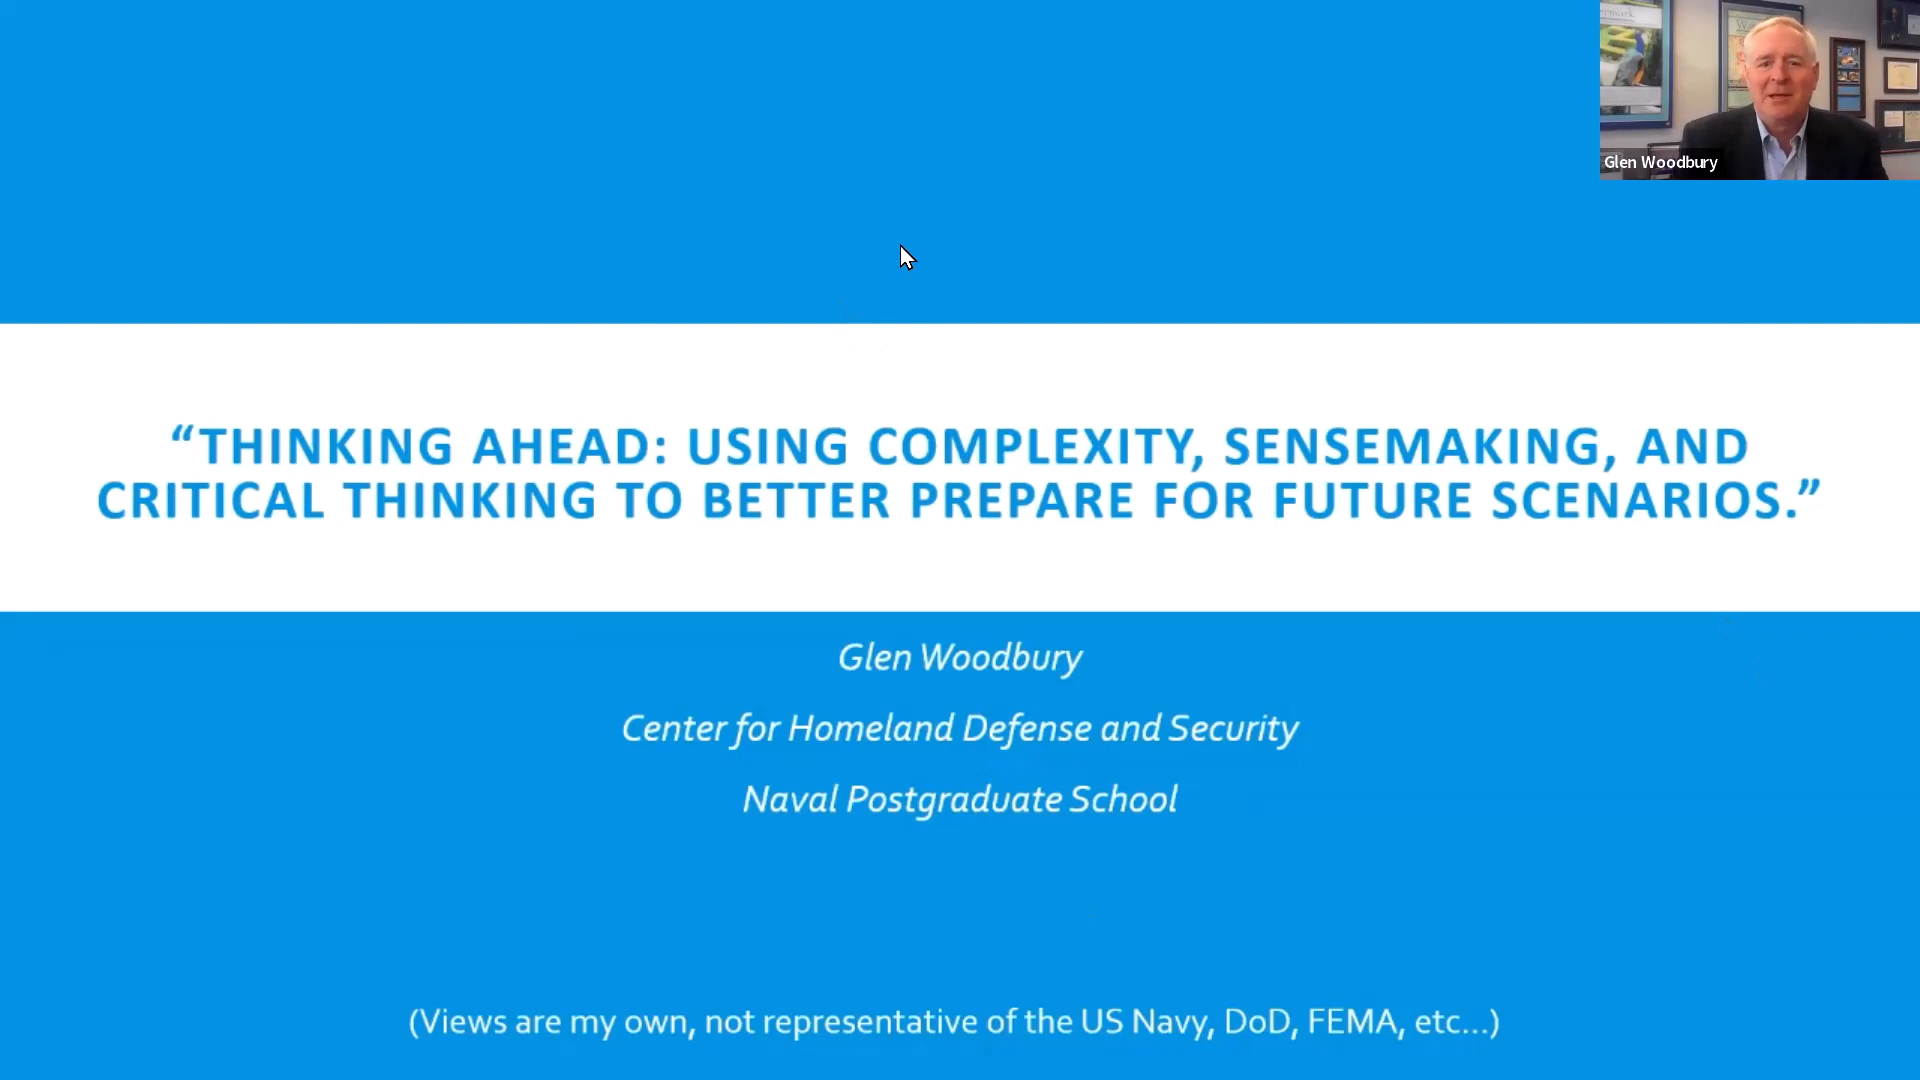 Glen Woodbury
“THINKING AHEAD: USING COMPLEXITY, SENSEMAKING, AND
CRITICAL THINKING TO BETTER PREPARE FOR FUTURE SCENARIOS.”
Glen Woodbury
Center for Homeland Defense and Security
Naval Postgraduate School
(Views are my own, not representative of the US Navy, DoD, FEMA, etc…)